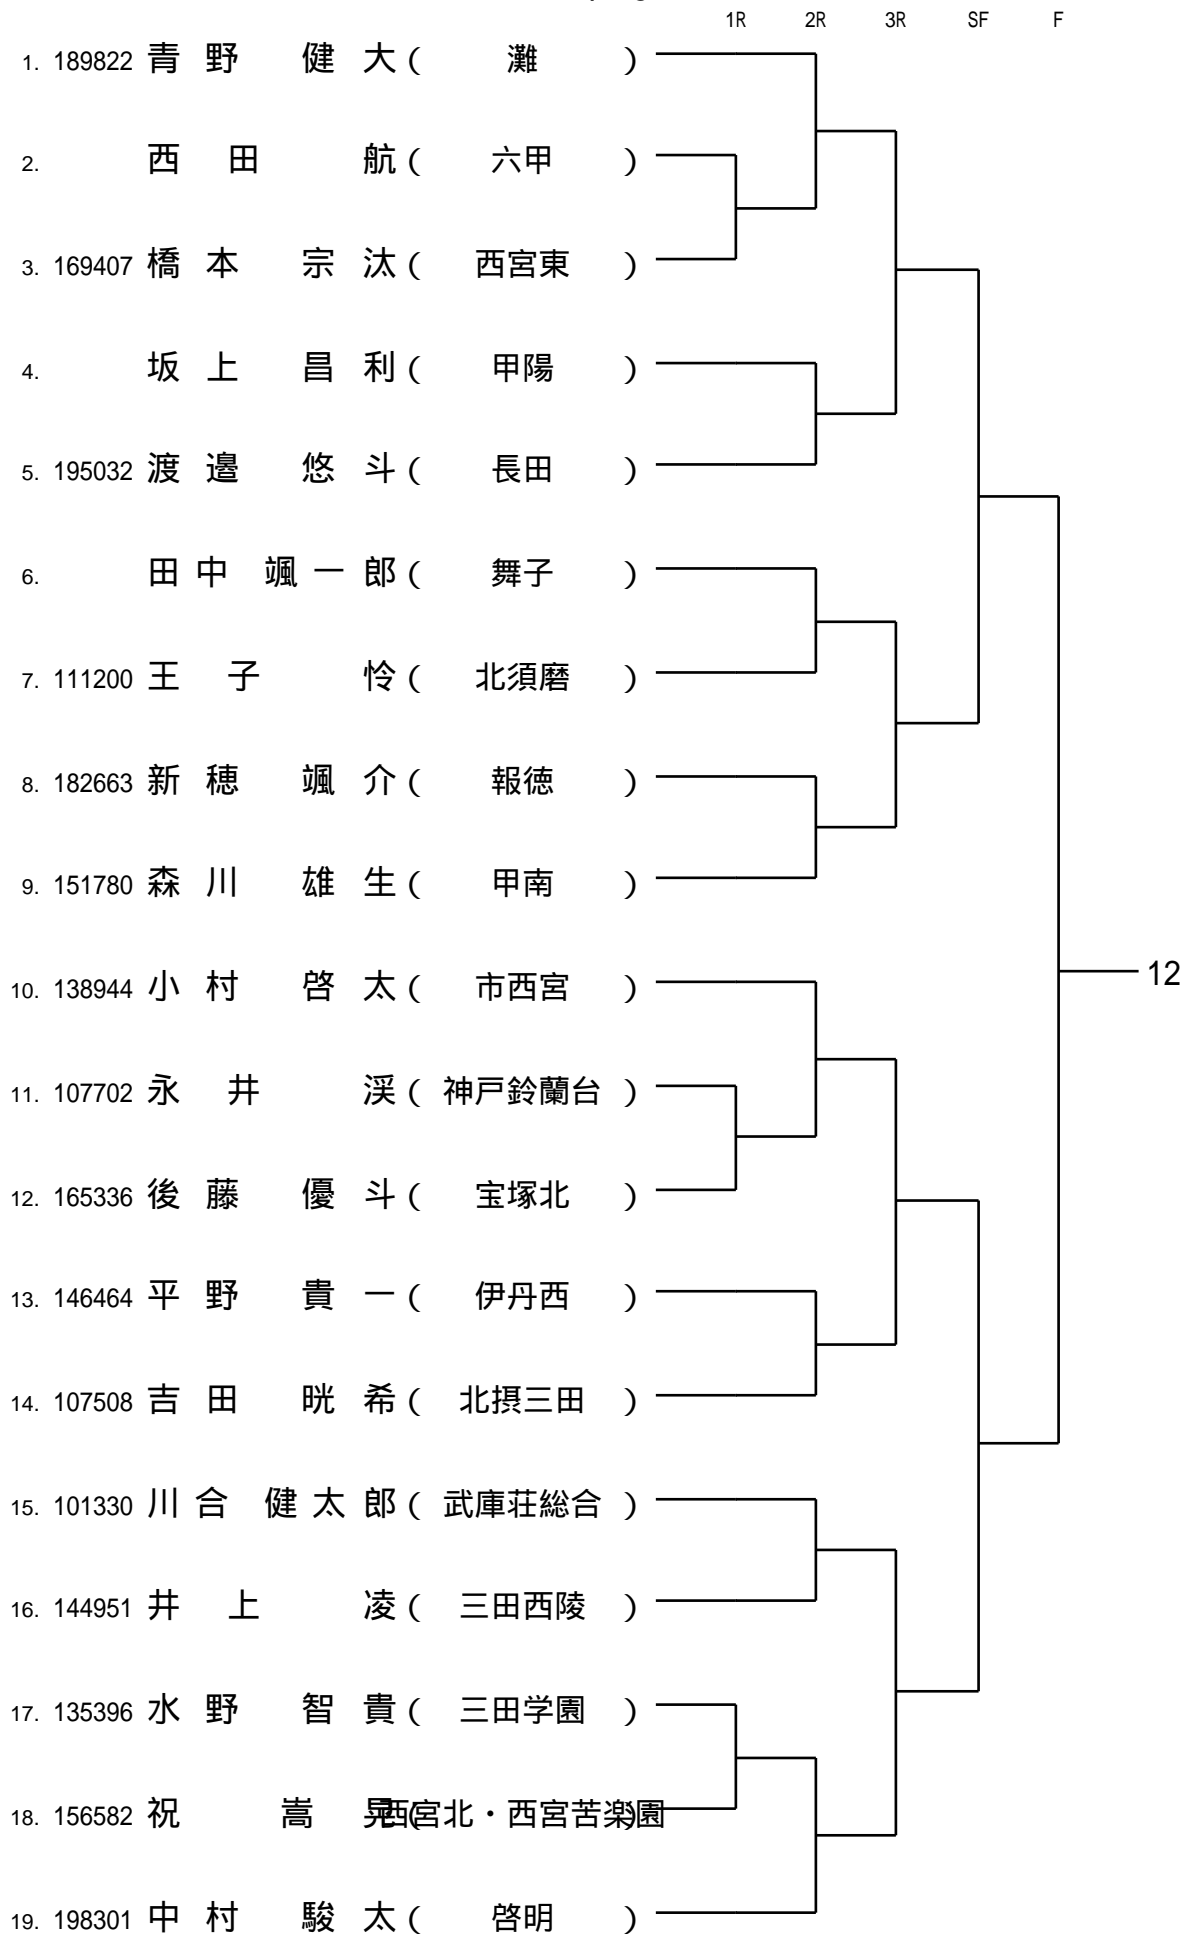 1R 2R 3R SF F
1. 189822 青野 健大 ( 灘 )
2. 西田 航 ( 六甲 )
3. 169407 橋本 宗汰 ( 西宮東 )
4. 坂上 昌利 ( 甲陽 )
5. 195032 渡邉 悠斗 ( 長田 )
6. 田中 颯一郎 ( 舞子 )
7. 111200 王子 怜 ( 北須磨 )
8. 182663 新穂 颯介 ( 報徳 )
9. 151780 森川 雄生 ( 甲南 )
12
10. 138944 小村 啓太 ( 市西宮 )
11. 107702 永井 渓 ( 神戸鈴蘭台 )
12. 165336 後藤 優斗 ( 宝塚北 )
13. 146464 平野 貴一 ( 伊丹西 )
14. 107508 吉田 晄希 ( 北摂三田 )
15. 101330 川合 健太郎 ( 武庫荘総合 )
16. 144951 井上 凌 ( 三田西陵 )
17. 135396 水野 智貴 ( 三田学園 )
18. 156582 祝 嵩晃 ( 西宮北・西宮苦楽園 )
19. 198301 中村 駿太 ( 啓明 )